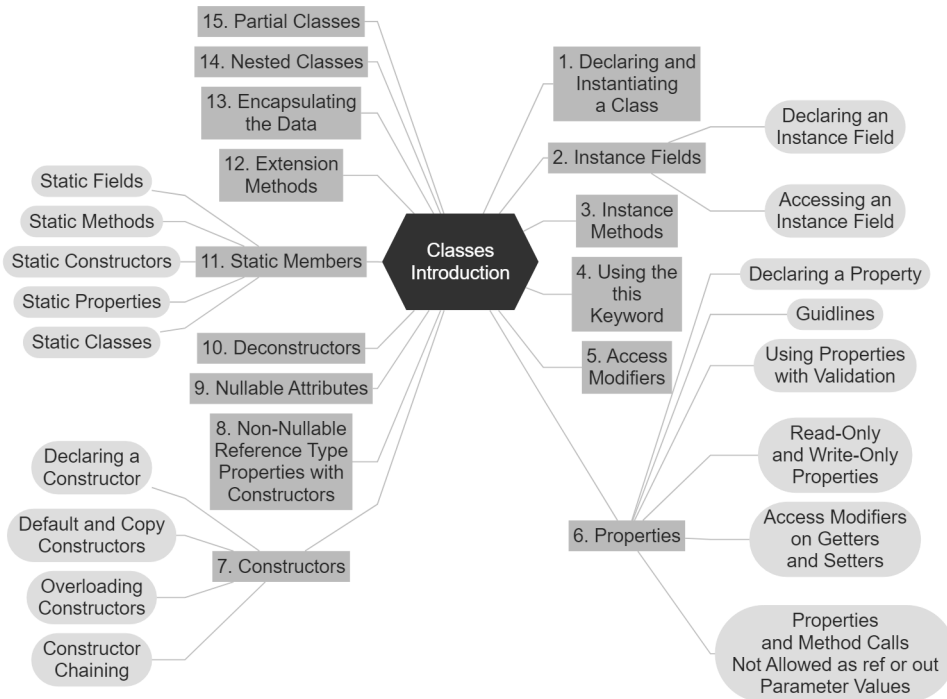 Classes
Introduction
1. Declaring and
Instantiating
a Class
2. Instance Fields
Declaring an
Instance Field
Accessing an
Instance Field
3. Instance
Methods
4. Using the
this
Keyword
5. Access
Modifiers
6. Properties
Declaring a Property
Guidlines
Using Properties
with Validation
Read-Only
and Write-Only
Properties
Access Modifiers
on Getters
and Setters
Properties
and Method Calls
Not Allowed as ref or out
Parameter Values
7. Constructors
Declaring a
Constructor
Default and Copy
Constructors
Overloading
Constructors
Constructor
Chaining
8. Non-Nullable
Reference Type
Properties with
Constructors
9. Nullable Attributes
10. Deconstructors
11. Static Members
Static Fields
Static Methods
Static Constructors
Static Properties
Static Classes
12. Extension
Methods
13. Encapsulating
the Data
14. Nested Classes
15. Partial Classes